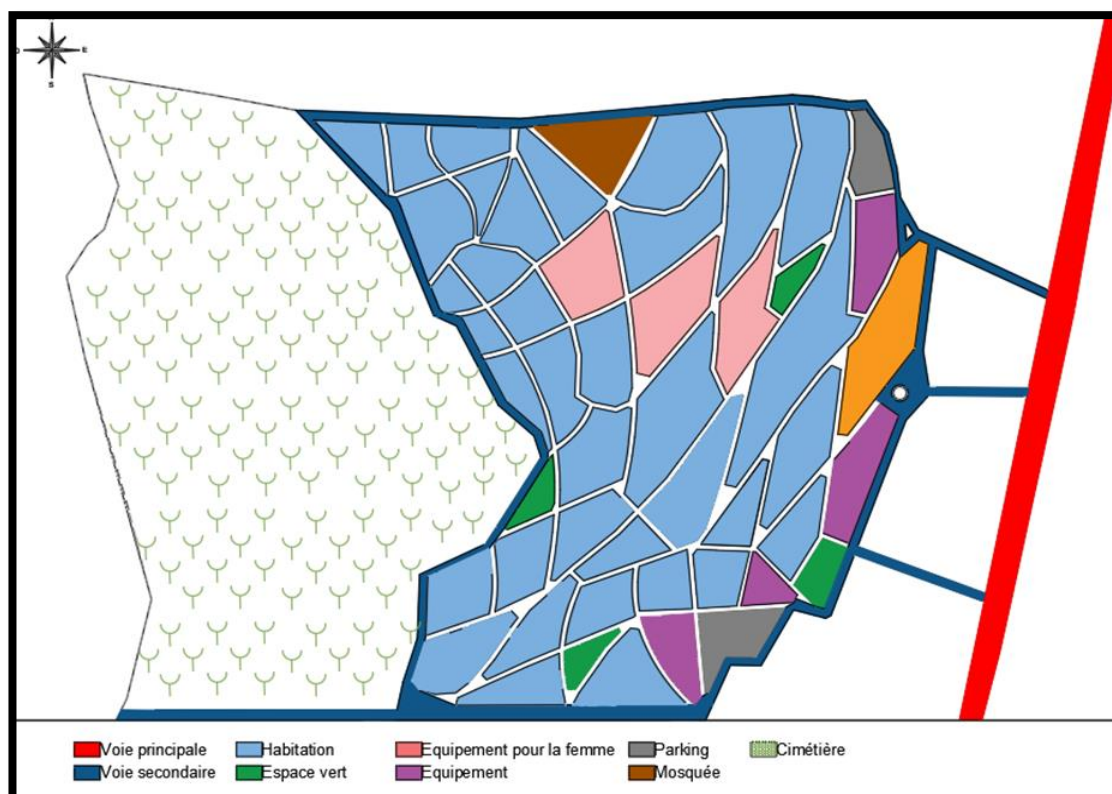 E
S
Voie principale
Habitation
Equipement pour la femme
Parking
Cimétière
Voie secondaire
Espace vert
Equipement
Mosquée